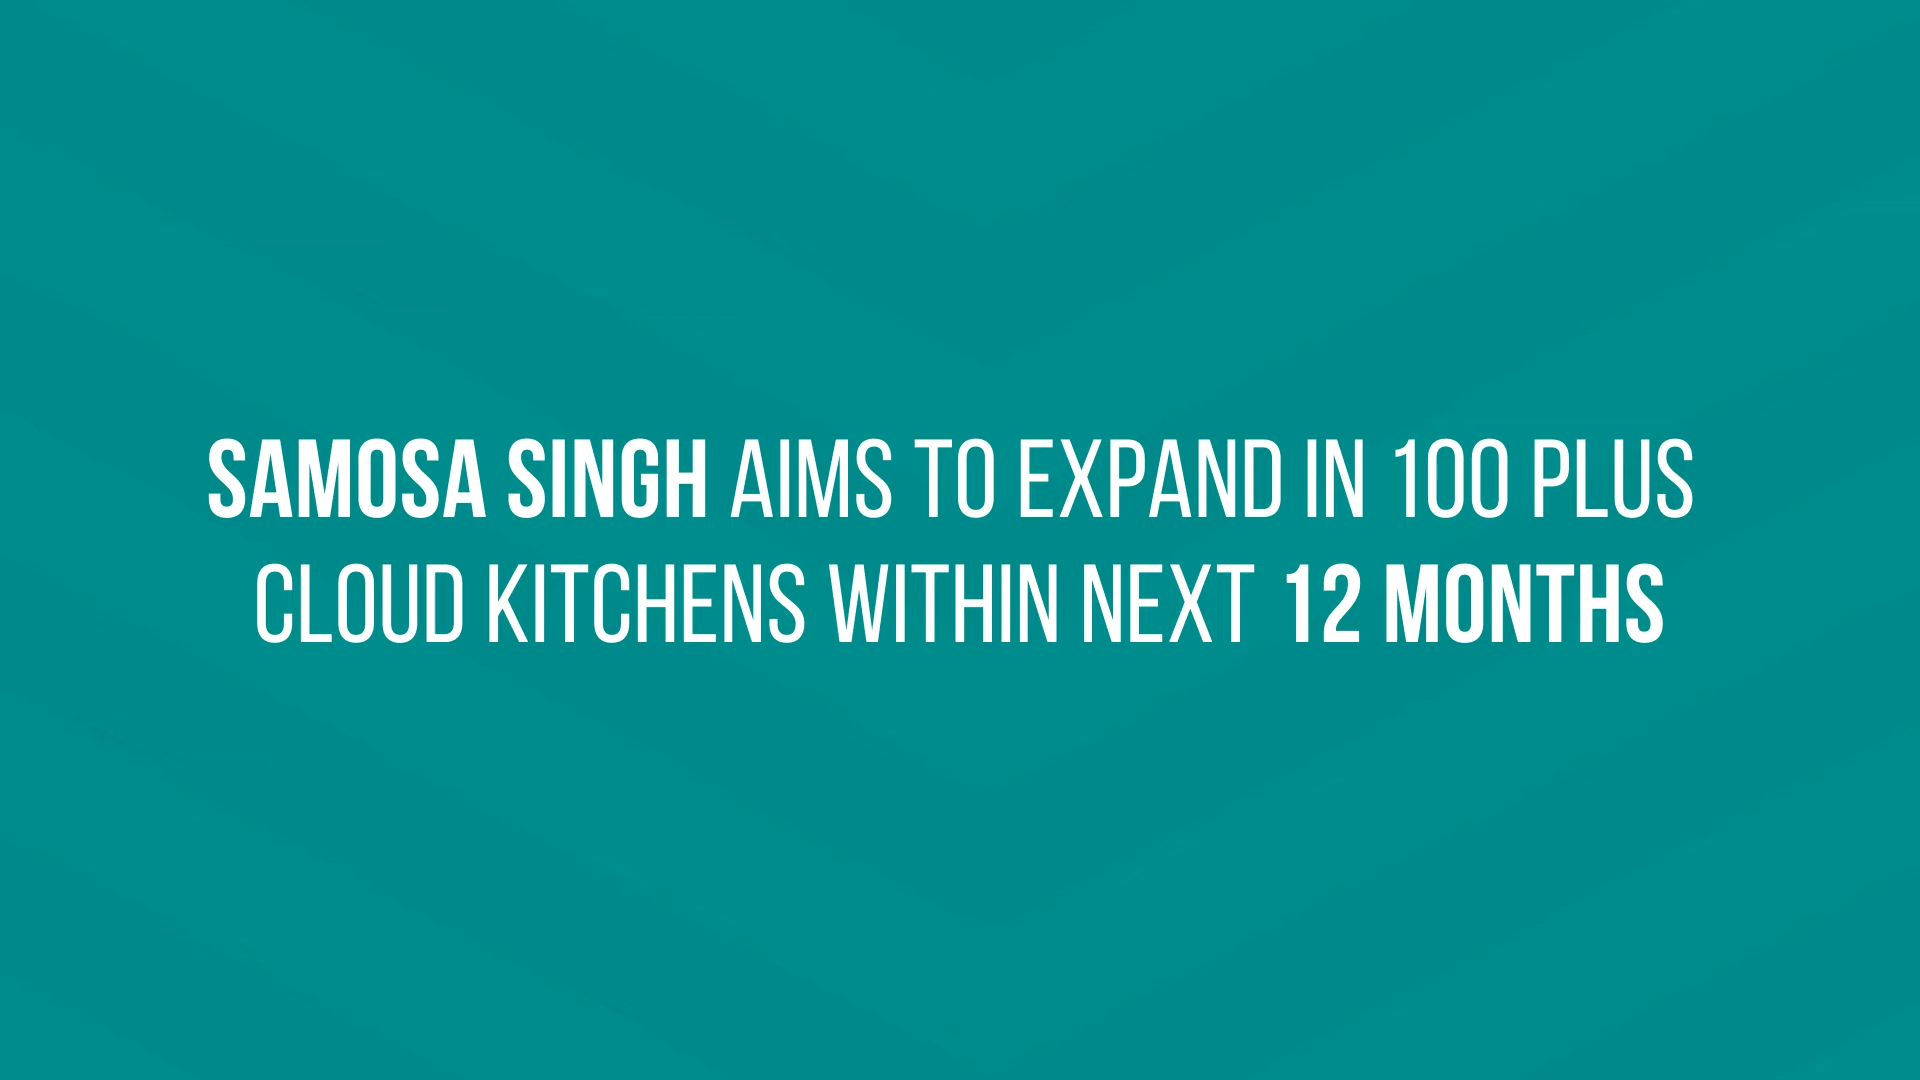 SAMOSA SINGH AIMS TO EXPAND IN 100 PLUS
CLOUD KITCHENS WITHIN NEXT 12 MONTHS